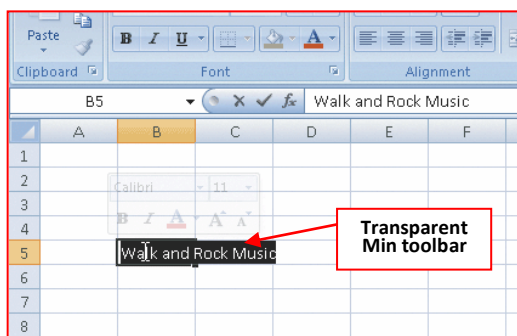 Paste
B I U A
Clipboard Font Alignment
B5 fx Walk and Rock Music
A B C D E F
1
2
Calibri 11
3
B I A A A
4
Transparent
Min toolbar
5 Walk and Rock Music
6
7
8